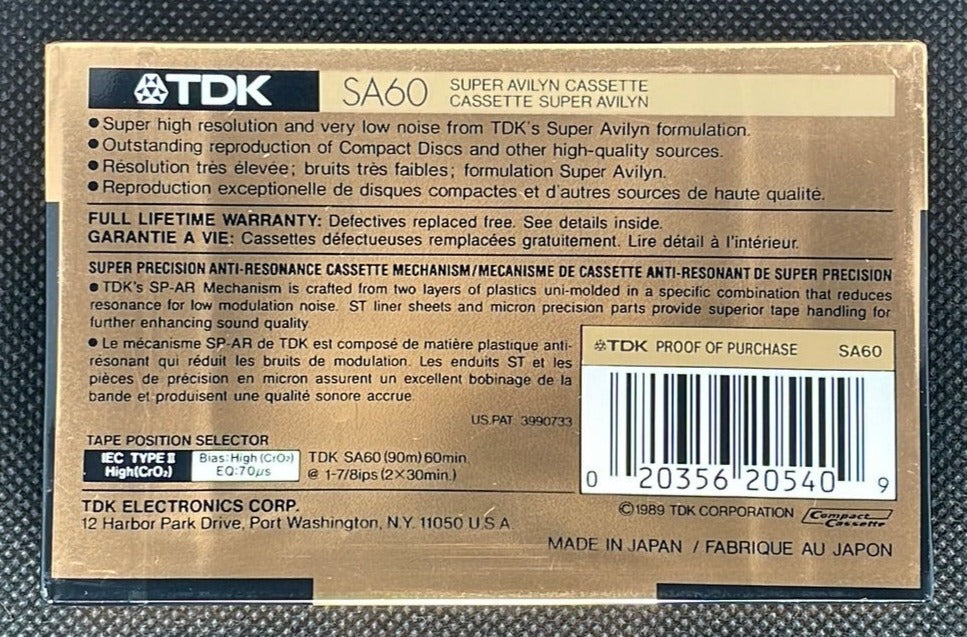 TDK SA60 SUPER AVILYN CASSETTE
CASSETTE SUPER AVILYN
● Super high resolution and very low noise from TDK's Super Avilyn formulation.
● Outstanding reproduction of Compact Discs and other high-quality sources.
● Résolution très élevée; bruits très faibles; formulation Super Avilyn.
● Reproduction exceptionelle de disques compactes et d'autres sources de haute qualité.
FULL LIFETIME WARRANTY: Defectives replaced free. See details inside.
GARANTIE A VIE: Cassettes défectueuses remplacées gratuitement. Lire détail à l'intérieur.
SUPER PRECISION ANTI-RESONANCE CASSETTE MECHANISM/MECANISME DE CASSETTE ANTI-RESONANT DE SUPER PRECISION
● TDK's SP-AR Mechanism is crafted from two layers of plastics uni-molded in a specific combination that reduces
resonance for low modulation noise. ST liner sheets and micron precision parts provide superior tape handling for
further enhancing sound quality.
● Le mécanisme SP-AR de TDK est composé de matière plastique anti-
résonant qui réduit les bruits de modulation. Les enduits ST et les
pièces de précision en micron assurent un excellent bobinage de la
bande et produisent une qualité sonore accrue.
US.PAT. 3990733
TDK PROOF OF PURCHASE SA60
0 20356 20540 9
TAPE POSITION SELECTOR
IEC TYPE II
High(CrO₂)
Bias:High (CrO₂)
EQ:70μs
TDK SA60 (90m) 60min.
@ 1-7/8ips (2×30min.)
TDK ELECTRONICS CORP.
12 Harbor Park Drive, Port Washington, N.Y. 11050 U.S.A.
©1989 TDK CORPORATION
Compact
Cassette
MADE IN JAPAN / FABRIQUE AU JAPON